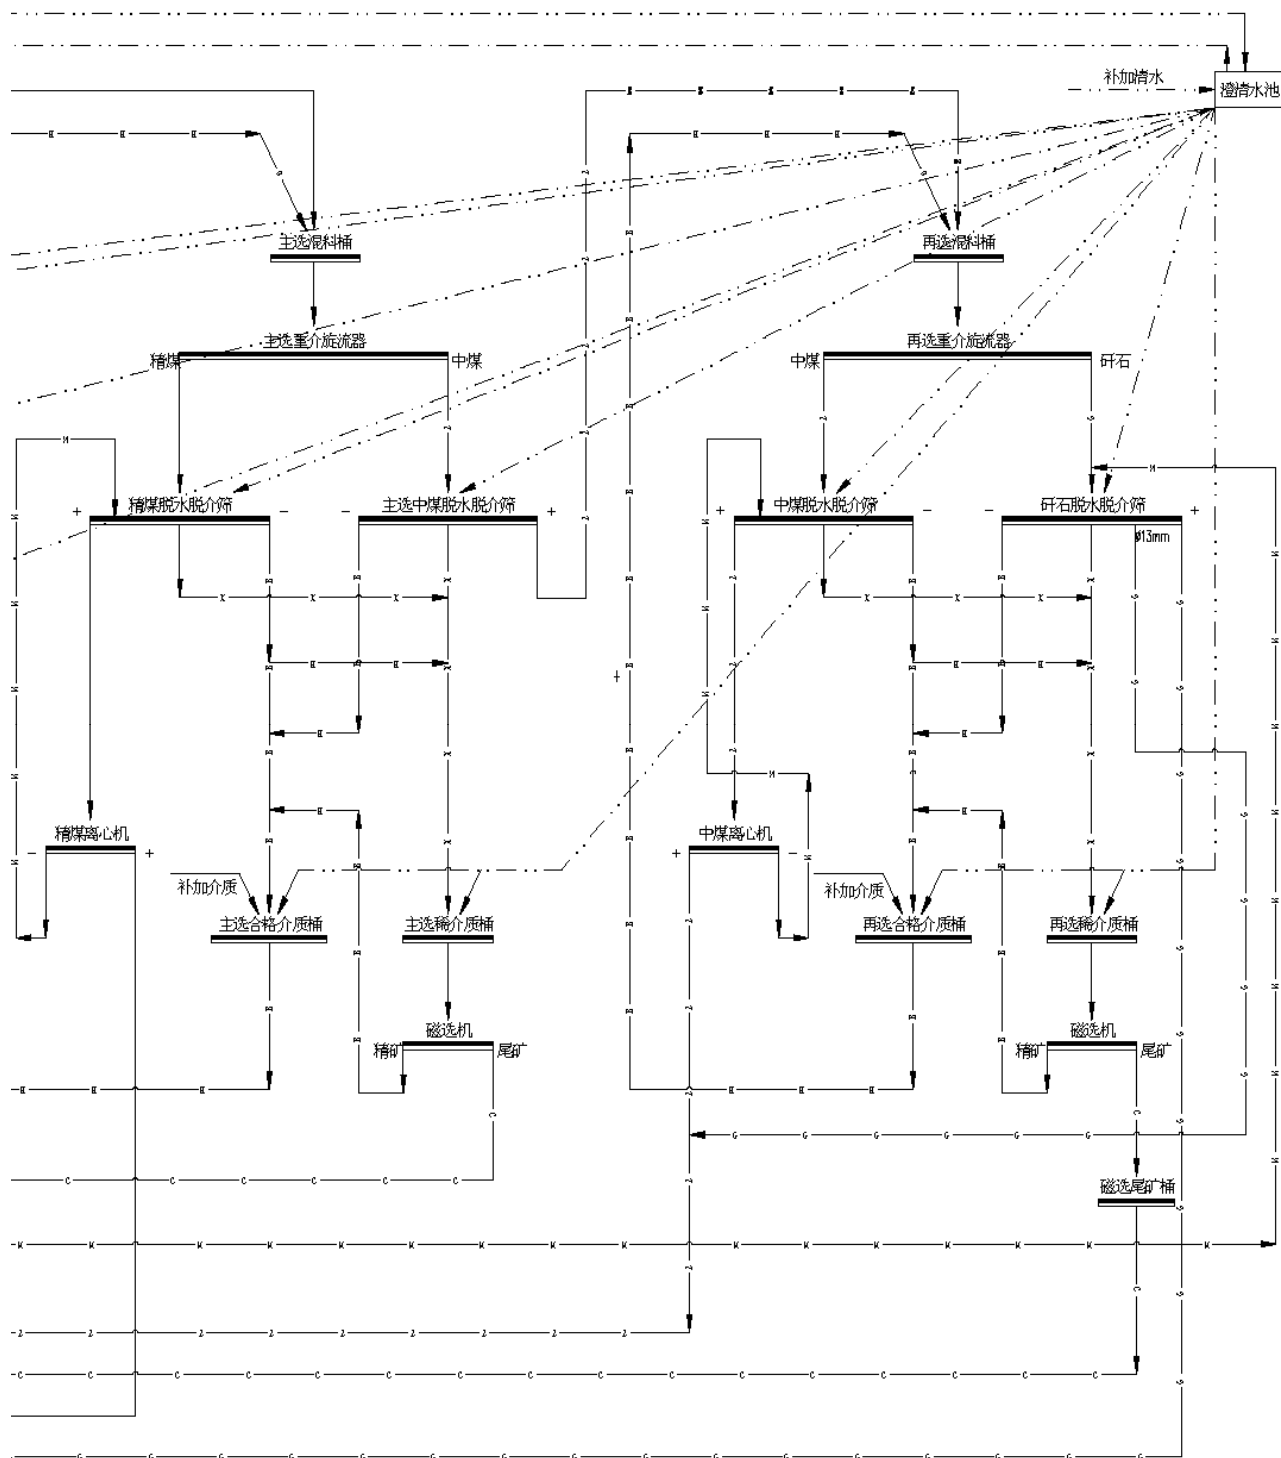 补加清水
澄清水池
主选混料桶
再选混料桶
主选重介旋流器
再选重介旋流器
精煤
中煤
中煤
矸石
+
精煤脱水脱介筛
-
-
主选中煤脱水脱介筛
+
+
中煤脱水脱介筛
-
-
矸石脱水脱介筛
+
Ø13mm
+
精煤离心机
中煤离心机
-
+
+
-
补加介质
补加介质
主选合格介质桶
主选稀介质桶
再选合格介质桶
再选稀介质桶
磁选机
磁选机
精矿
尾矿
精矿
尾矿
磁选尾矿桶